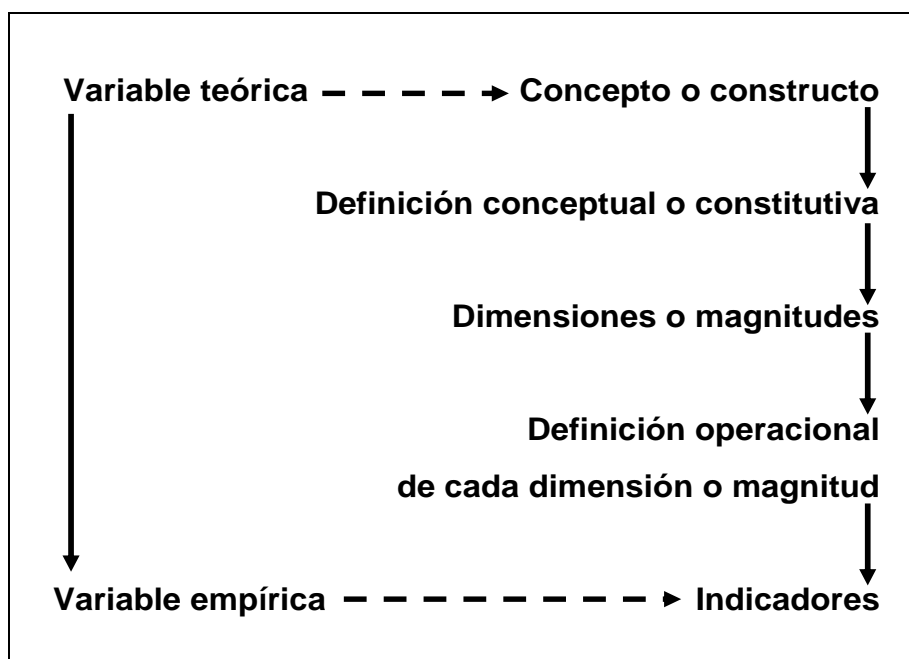 Variable teórica
Concepto o constructo
Definición conceptual o constitutiva
Dimensiones o magnitudes
Definición operacional
de cada dimensión o magnitud
Variable empírica
Indicadores